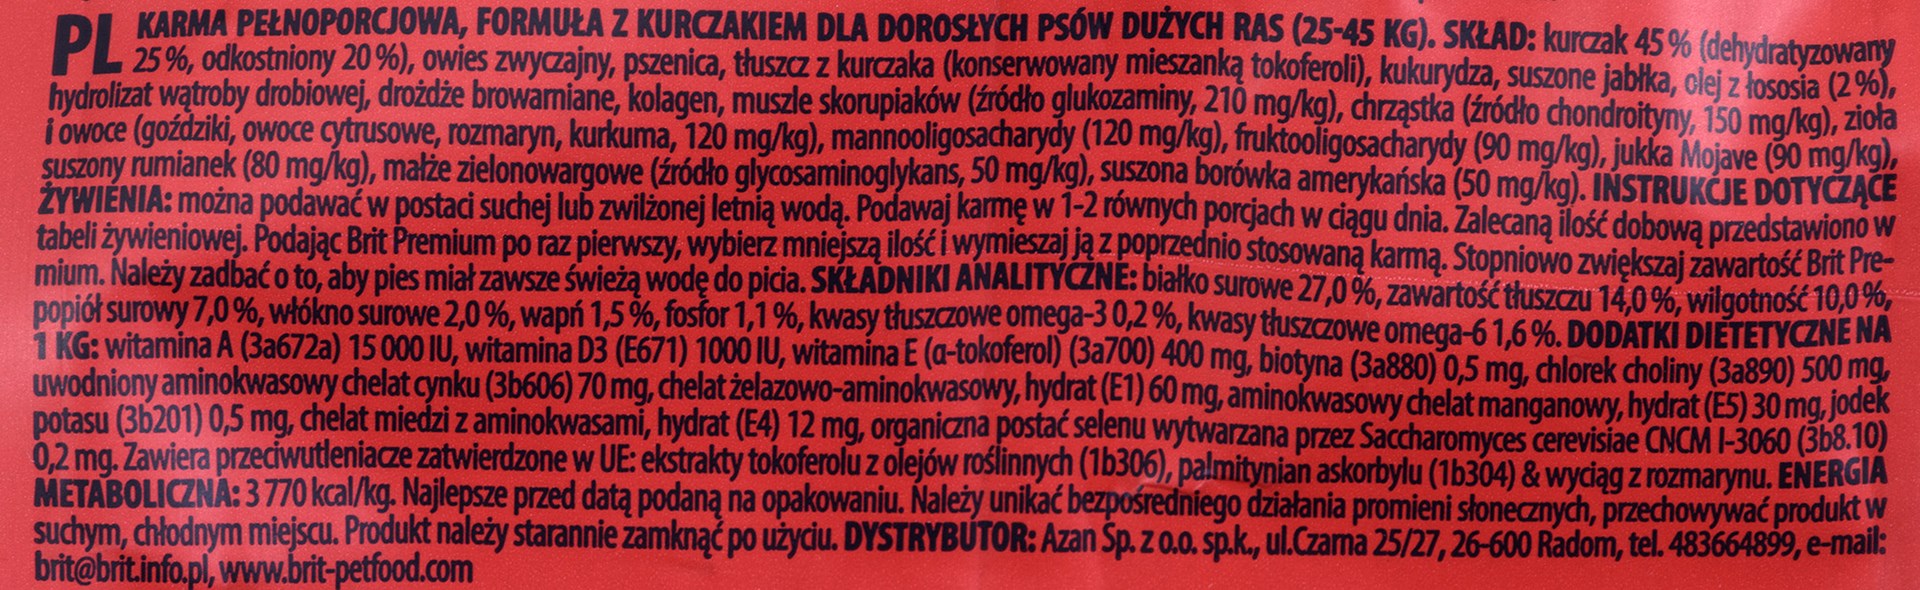 PL KARMA PEŁNOPORCJOWA, FORMUŁA Z KURCZAKIEM DLA DOROSŁYCH PSÓW DUŻYCH RAS (25-45 KG). SKŁAD: kurczak 45 % (dehydratyzowany
25 %, odkostniony 20 %), owies zwyczajny, pszenica, tłuszcz z kurczaka (konserwowany mieszanką tokoferoli), kukurydza, suszone jabłka, olej z łososia (2 %),
hydrolizat wątroby drobiowej, drożdże browarniane, kolagen, muszle skorupiaków (źródło glukozaminy, 210 mg/kg), chrząstka (źródło chondroityny, 150 mg/kg), zioła
i owoce (goździki, owoce cytrusowe, rozmaryn, kurkuma, 120 mg/kg), mannooligosacharydy (120 mg/kg), fruktooligosacharydy (90 mg/kg), jukka Mojave (90 mg/kg),
suszony rumianek (80 mg/kg), małże zielonowargowe (źródło glycosaminoglykans, 50 mg/kg), suszona borówka amerykańska (50 mg/kg). INSTRUKCJE DOTYCZĄCE
ŻYWIENIA: można podawać w postaci suchej lub zwilżonej letnią wodą. Podawaj karmę w 1-2 równych porcjach w ciągu dnia. Zalecaną ilość dobową przedstawiono w
tabeli żywieniowej. Podając Brit Premium po raz pierwszy, wybierz mniejszą ilość i wymieszaj ją z poprzednio stosowaną karmą. Stopniowo zwiększaj zawartość Brit Pre-
mium. Należy zadbać o to, aby pies miał zawsze świeżą wodę do picia. SKŁADNIKI ANALITYCZNE: białko surowe 27,0 %, zawartość tłuszczu 14,0 %, wilgotność 10,0 %,
popiół surowy 7,0 %, włókno surowe 2,0 %, wapń 1,5 %, fosfor 1,1 %, kwasy tłuszczowe omega-3 0,2 %, kwasy tłuszczowe omega-6 1,6 %. DODATKI DIETETYCZNE NA
1 KG: witamina A (3a672a) 15 000 IU, witamina D3 (E671) 1000 IU, witamina E (α-tokoferol) (3a700) 400 mg, biotyna (3a880) 0,5 mg, chlorek choliny (3a890) 500 mg,
uwodniony aminokwasowy chelat cynku (3b606) 70 mg, chelat żelazowo-aminokwasowy, hydrat (E1) 60 mg, aminokwasowy chelat manganowy, hydrat (E5) 30 mg, jodek
potasu (3b201) 0,5 mg, chelat miedzi z aminokwasami, hydrat (E4) 12 mg, organiczna postać selenu wytwarzana przez Saccharomyces cerevisiae CNCM I-3060 (3b8.10)
0,2 mg. Zawiera przeciwutleniacze zatwierdzone w UE: ekstrakty tokoferolu z olejów roślinnych (1b306), palmitynian askorbylu (1b304) & wyciąg z rozmarynu. ENERGIA
METABOLICZNA: 3 770 kcal/kg. Najlepsze przed datą podaną na opakowaniu. Należy unikać bezpośredniego działania promieni słonecznych, przechowywać produkt w
suchym, chłodnym miejscu. Produkt należy starannie zamknąć po użyciu. DYSTRYBUTOR: Azan Sp. z o.o. sp.k., ul.Czarna 25/27, 26-600 Radom, tel. 483664899, e-mail:
brit@brit.info.pl, www.brit-petfood.com